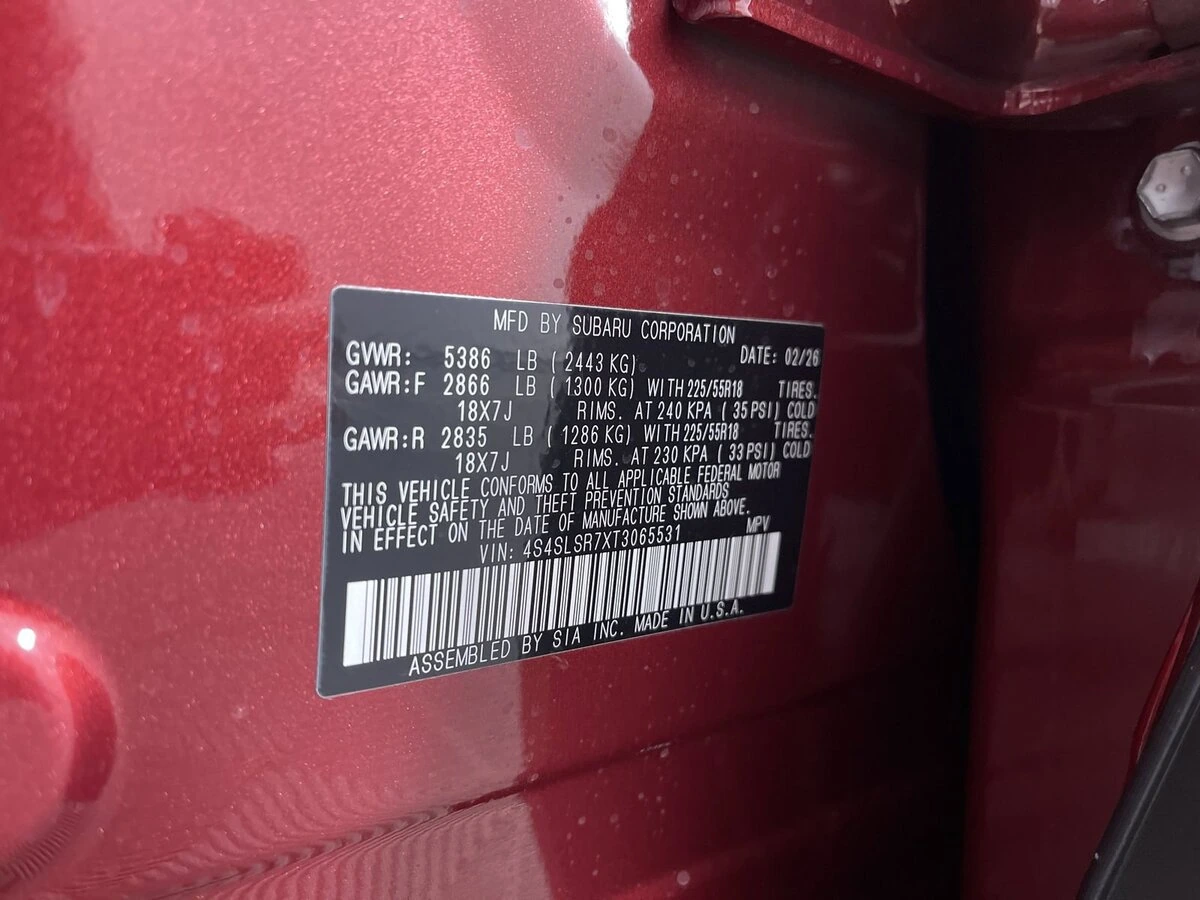 MFD BY SUBARU CORPORATION
GVWR: 5386 LB ( 2443 KG) DATE: 02/26
GAWR:F 2866 LB ( 1300 KG) WITH 225/55R18 TIRES.
18X7J RIMS. AT 240 KPA ( 35 PSI) COLD
GAWR:R 2835 LB ( 1286 KG) WITH 225/55R18 TIRES.
18X7J RIMS. AT 230 KPA ( 33 PSI) COLD
THIS VEHICLE CONFORMS TO ALL APPLICABLE FEDERAL MOTOR
VEHICLE SAFETY AND THEFT PREVENTION STANDARDS
IN EFFECT ON THE DATE OF MANUFACTURE SHOWN ABOVE.
VIN: 4S4SLSR7XT3065531 MPV
ASSEMBLED BY SIA INC. MADE IN U.S.A.